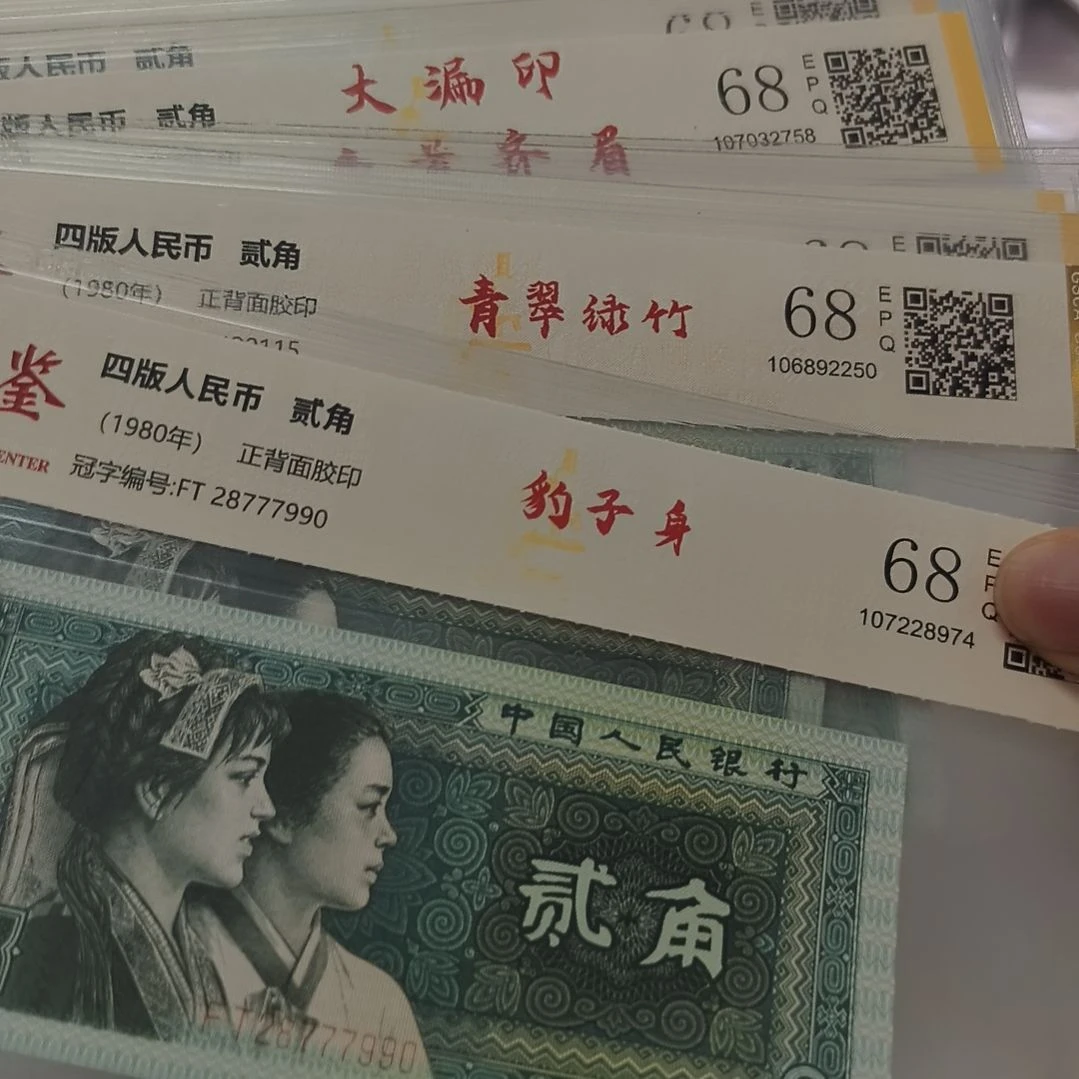 版人民币 贰角
大漏印
68
EPQ
107032758
版人民币 贰角
四版人民币 贰角
(1980年) 正背面胶印
青翠绿竹
68
EPQ
106892250
鉴
四版人民币 贰角
(1980年) 正背面胶印
冠字编号:FT 28777990
ENTER
豹子身
68
107228974
中国人民银行
贰角
FT28777990